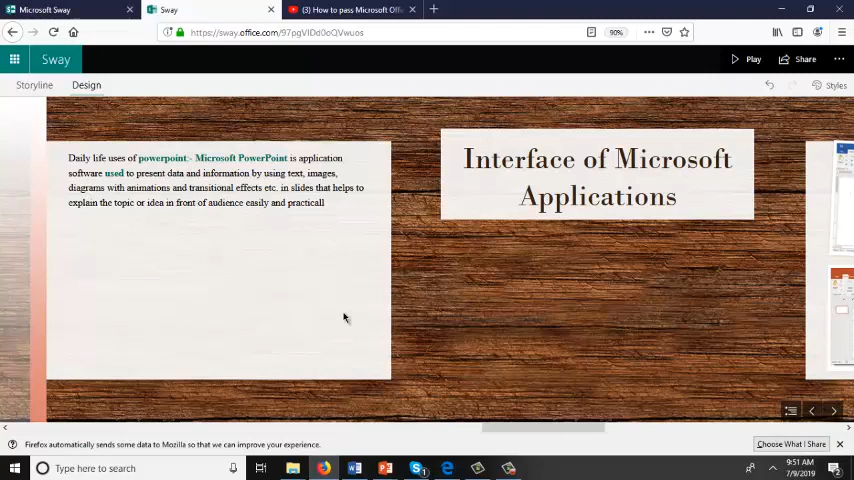 Microsoft Sway
Sway
(3) How to pass Microsoft Offi
https://sway.office.com/97pgVIDd0oQVwuos
90%
Sway
Play
Share
Storyline
Design
Styles
Daily life uses of powerpoint:- Microsoft PowerPoint is application
software used to present data and information by using text, images,
diagrams with animations and transitional effects etc. in slides that helps to
explain the topic or idea in front of audience easily and practicall
Interface of Microsoft
Applications
Firefox automatically sends some data to Mozilla so that we can improve your experience.
Choose What I Share
Type here to search
9:51 AM
7/9/2019